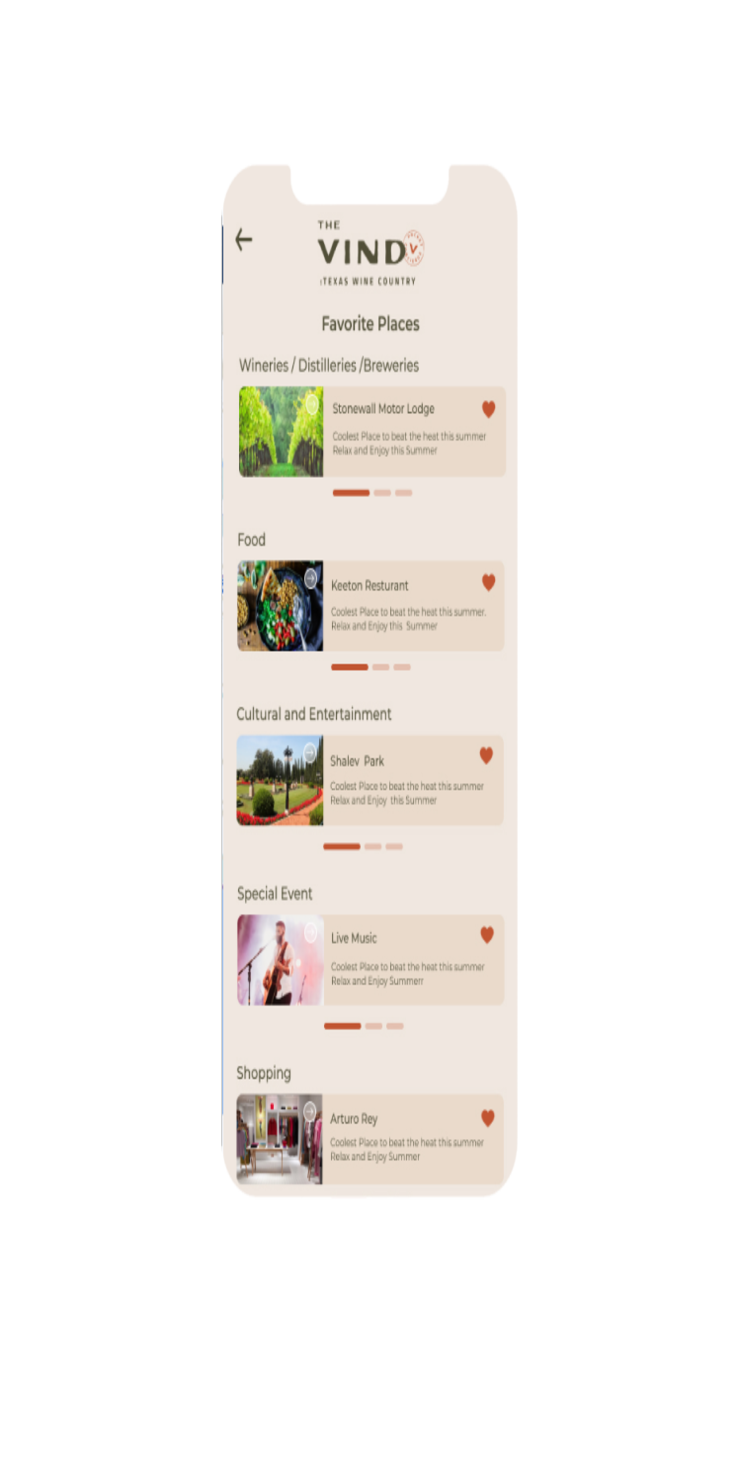 THE
VIND
TEXAS WINE COUNTRY
Favorite Places
Wineries / Distilleries /Breweries
Stonewall Motor Lodge
Coolest Place to beat the heat this summer
Relax and Enjoy this Summer
Food
Keeton Resturant
Coolest Place to beat the heat this summer.
Relax and Enjoy this Summer
Cultural and Entertainment
Shalev Park
Coolest Place to beat the heat this summer
Relax and Enjoy this Summer
Special Event
Live Music
Coolest Place to beat the heat this summer
Relax and Enjoy Summerr
Shopping
Arturo Rey
Coolest Place to beat the heat this summer
Relax and Enjoy Summer